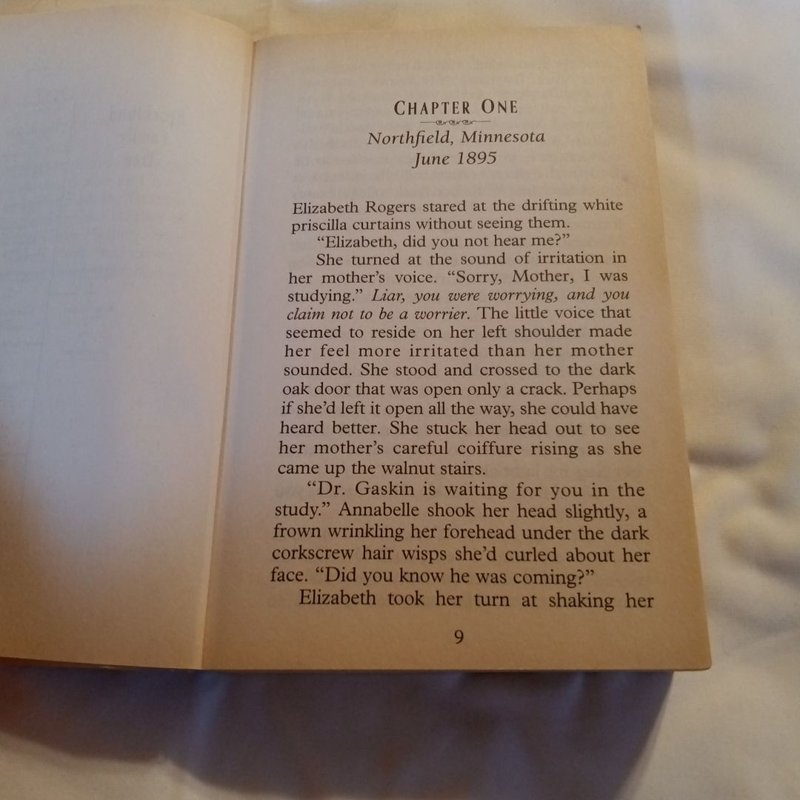 CHAPTER ONE
Northfield, Minnesota
June 1895
Elizabeth Rogers stared at the drifting white
priscilla curtains without seeing them.
“Elizabeth, did you not hear me?”
She turned at the sound of irritation in
her mother’s voice. “Sorry, Mother, I was
studying.” Liar, you were worrying, and you
claim not to be a worrier. The little voice that
seemed to reside on her left shoulder made
her feel more irritated than her mother
sounded. She stood and crossed to the dark
oak door that was open only a crack. Perhaps
if she’d left it open all the way, she could have
heard better. She stuck her head out to see
her mother’s careful coiffure rising as she
came up the walnut stairs.
“Dr. Gaskin is waiting for you in the
study.” Annabelle shook her head slightly, a
frown wrinkling her forehead under the dark
corkscrew hair wisps she’d curled about her
face. “Did you know he was coming?”
Elizabeth took her turn at shaking her
9